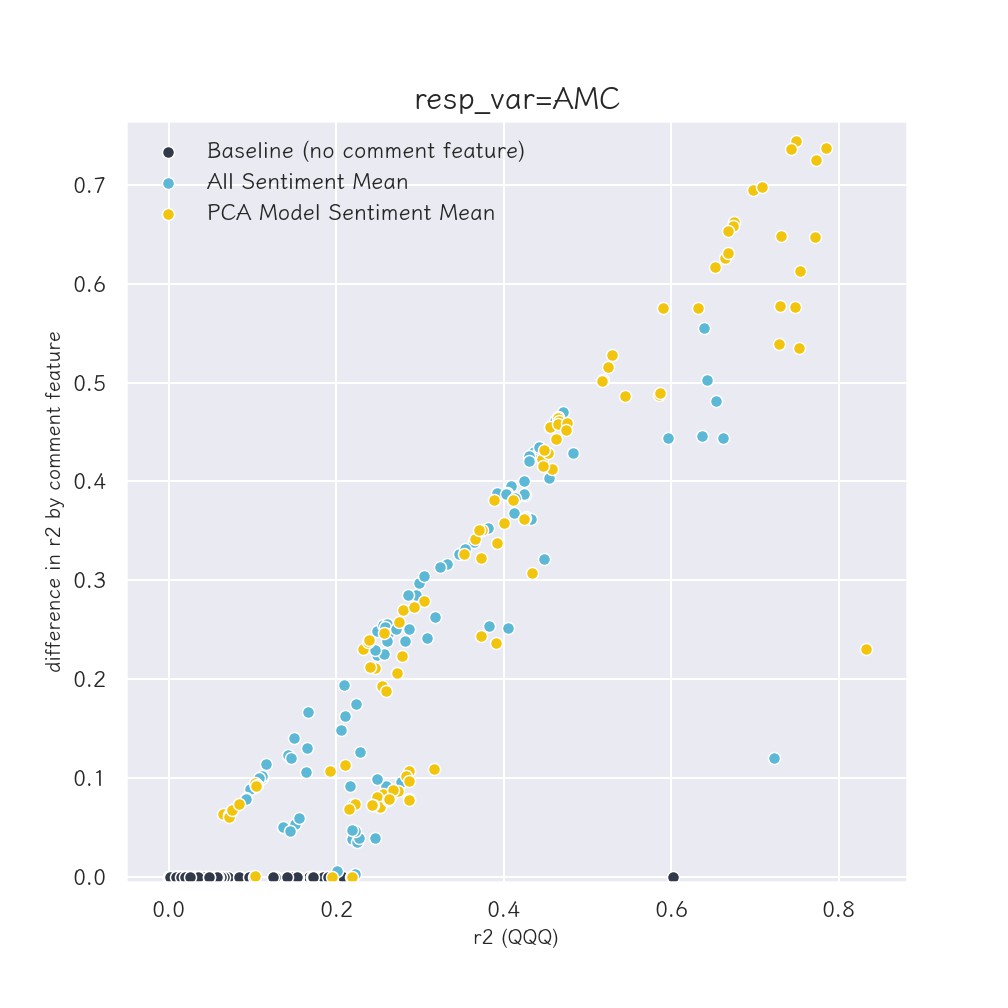 resp_var=AMC
Baseline (no comment feature)
All Sentiment Mean
PCA Model Sentiment Mean
difference in r2 by comment feature
0.7
0.6
0.5
0.4
0.3
0.2
0.1
0.0
0.0 0.2 0.4 0.6 0.8
r2 (QQQ)